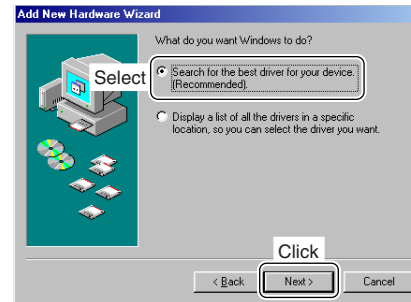 Add New Hardware Wizard
What do you want Windows to do?
Select
Search for the best driver for your device.
(Recommended).
Display a list of all the drivers in a specific
location, so you can select the driver you want.
Click
< Back
Next >
Cancel